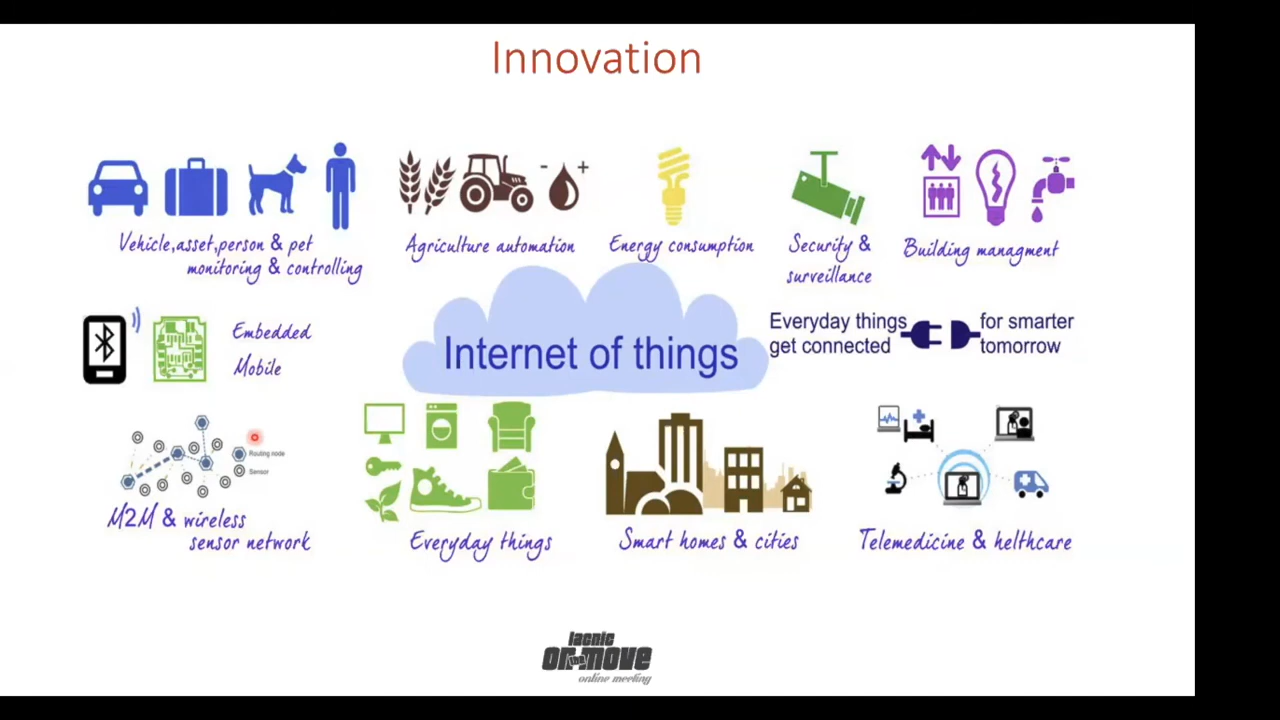 Innovation
Vehicle,asset,person & pet
monitoring & controlling
Agriculture automation
Energy consumption
Security &
surveillance
Building managment
Embedded
Mobile
Internet of things
Everyday things
get connected
for smarter
tomorrow
Routing node
Sensor
M2M & wireless
sensor network
Everyday things
Smart homes & cities
Telemedicine & helthcare
lacnic
on the move
online meeting